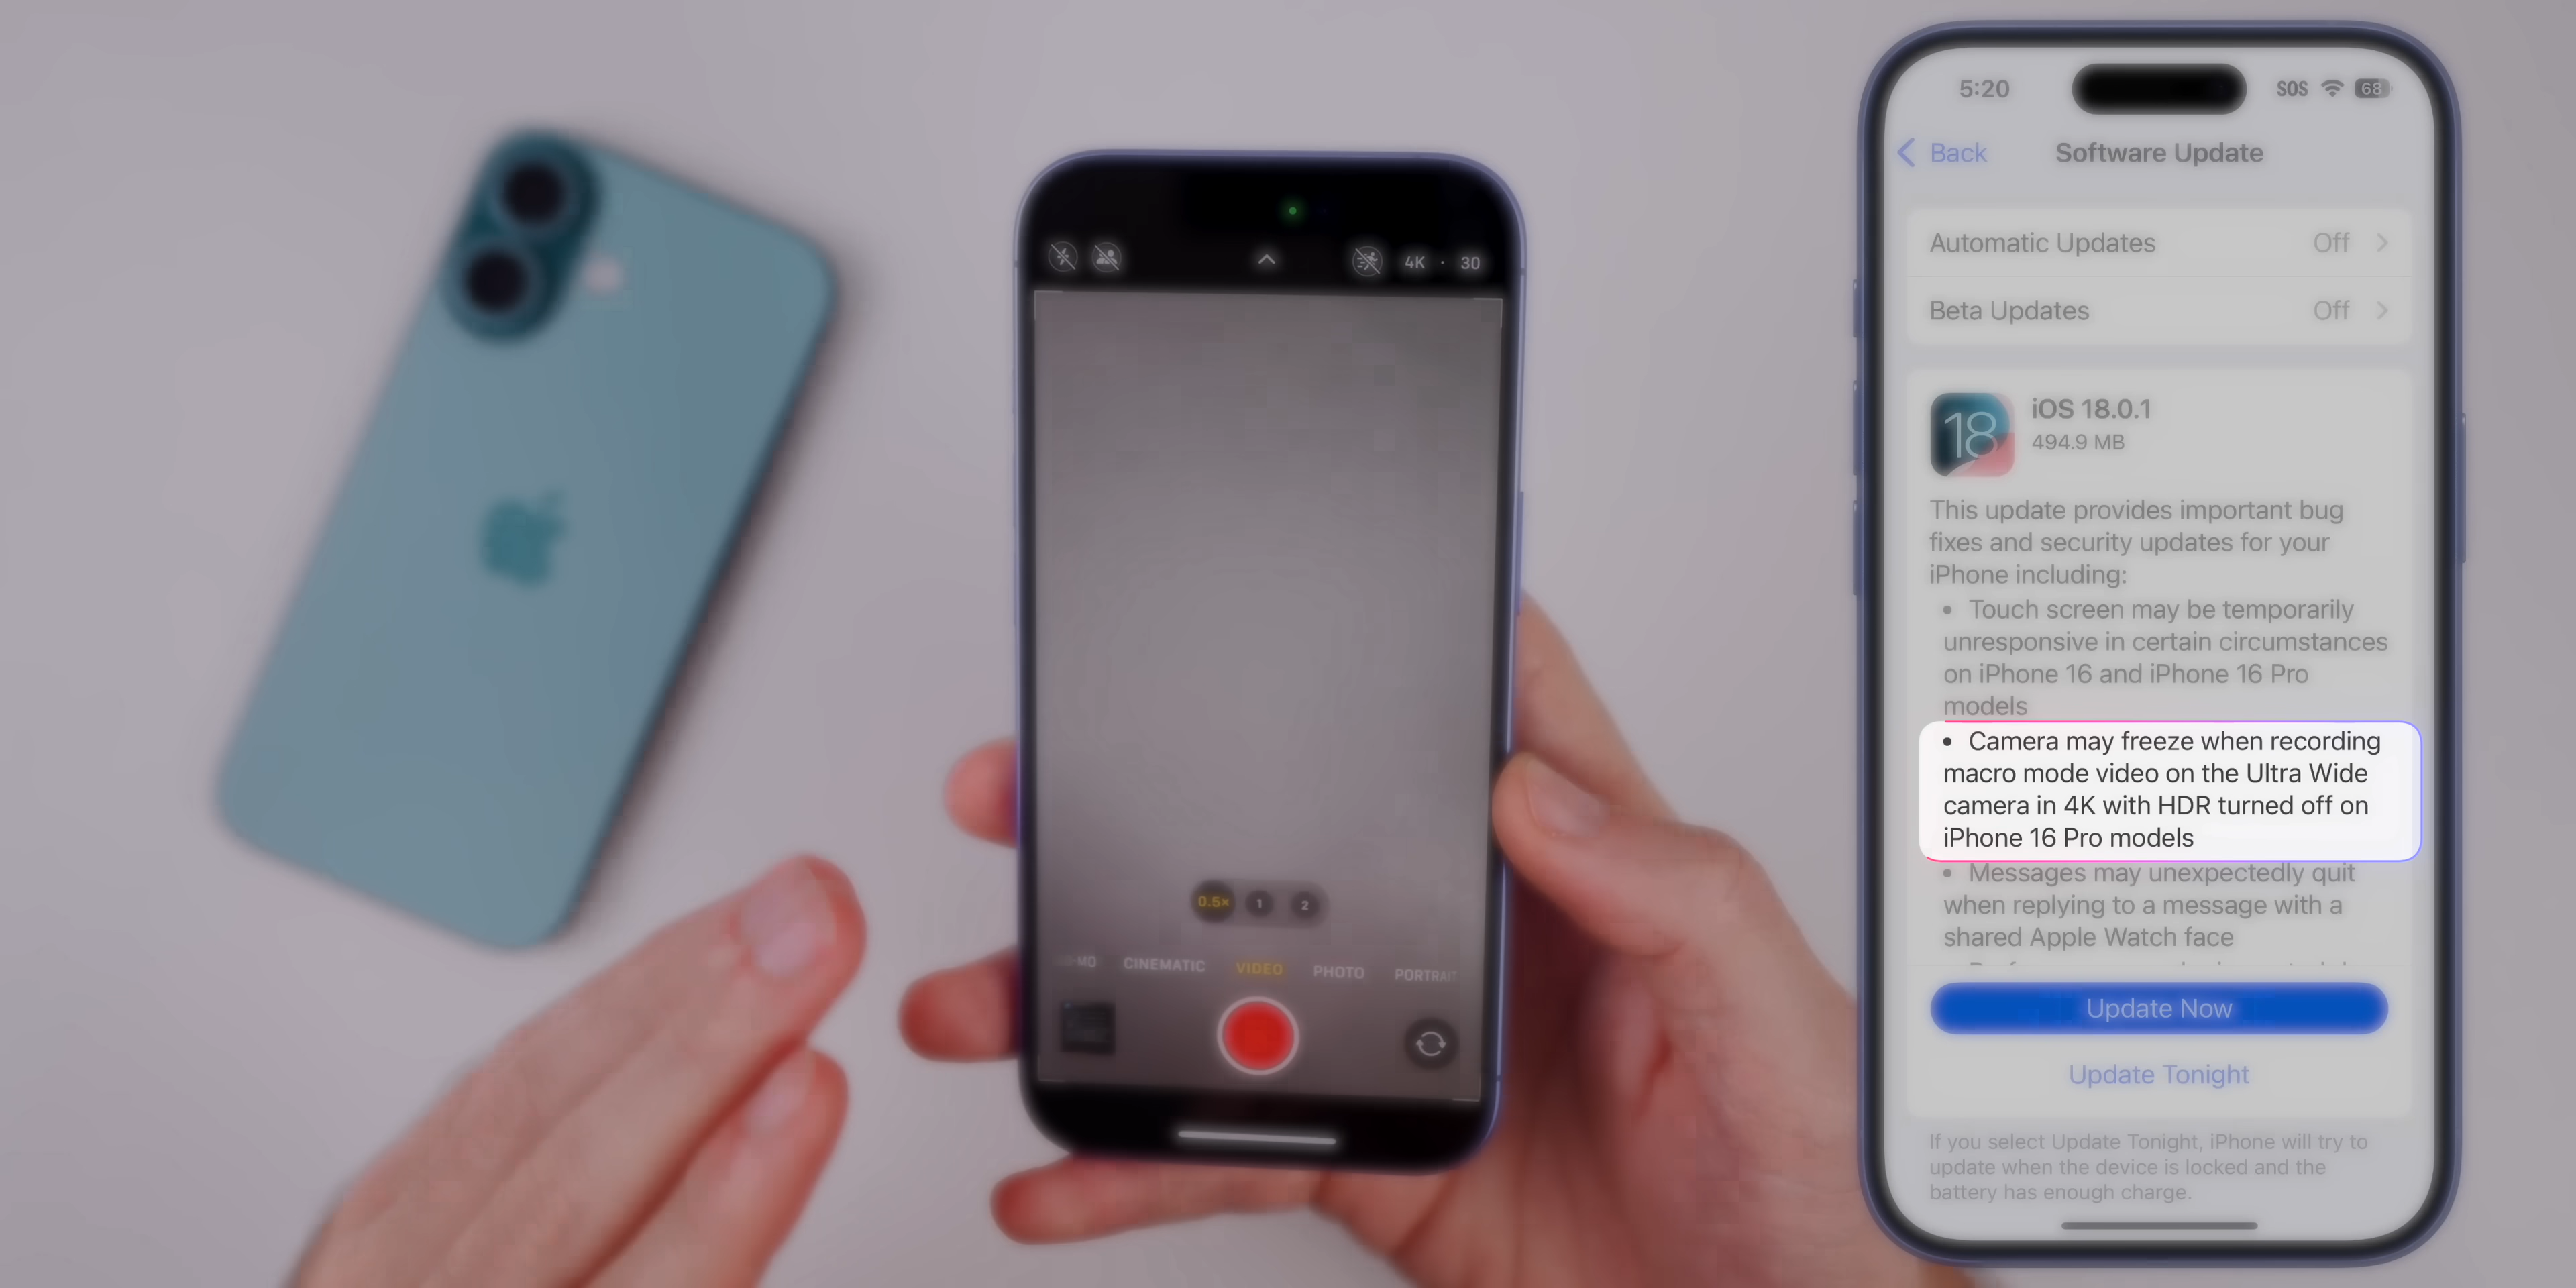 4K · 30
0.5× 1 2
CINEMATIC VIDEO PHOTO PORTRAIT
5:20 SOS 68
Back Software Update
Automatic Updates Off
Beta Updates Off
18
iOS 18.0.1
494.9 MB
This update provides important bug
fixes and security updates for your
iPhone including:
• Touch screen may be temporarily
unresponsive in certain circumstances
on iPhone 16 and iPhone 16 Pro
models
• Camera may freeze when recording
macro mode video on the Ultra Wide
camera in 4K with HDR turned off on
iPhone 16 Pro models
• Messages may unexpectedly quit
when replying to a message with a
shared Apple Watch face
Update Now
Update Tonight
If you select Update Tonight, iPhone will try to
update when the device is locked and the
battery has enough charge.